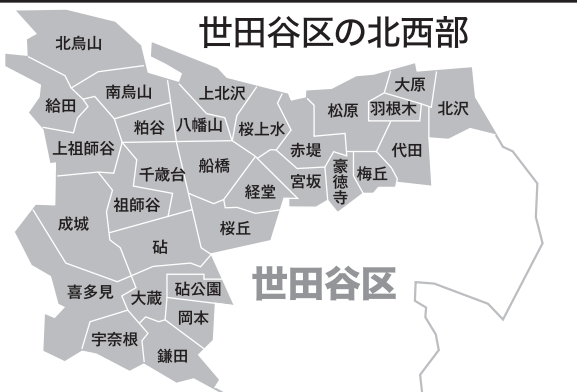 世田谷区の北西部
北烏山
給田
南烏山
上祖師谷
粕谷
八幡山
上北沢
桜上水
松原
大原
羽根木
北沢
代田
赤堤
豪徳寺
梅丘
宮坂
経堂
船橋
千歳台
祖師谷
成城
桜丘
砧
喜多見
大蔵
砧公園
岡本
宇奈根
鎌田
世田谷区